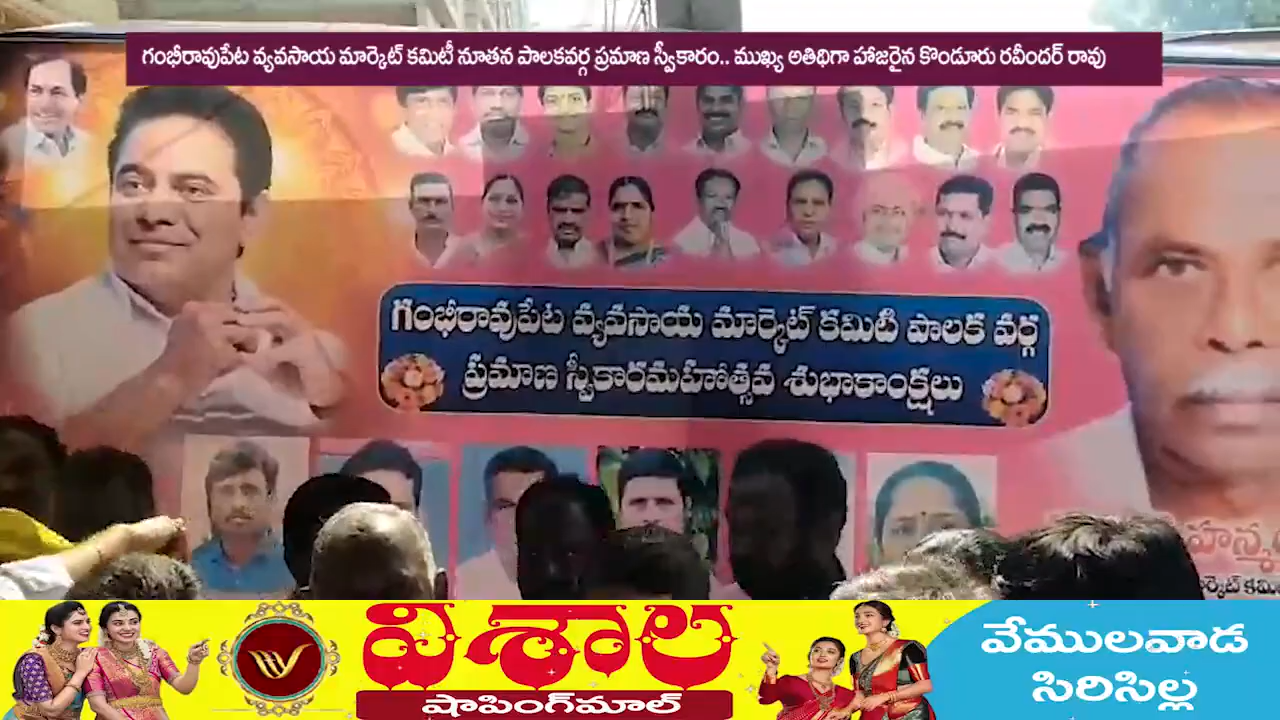 గంభీరావుపేట వ్యవసాయ మార్కెట్ కమిటీ నూతన పాలకవర్గ ప్రమాణ స్వీకారం.. ముఖ్య అతిథిగా హాజరైన కొండూరు రవీందర్ రావు
గంభీరావుపేట వ్యవసాయ మార్కెట్ కమిటి పాలక వర్గ
ప్రమాణ స్వీకారమహోత్సవ శుభాకాంక్షలు
విశాల
షాపింగ్‌మాల్
వేములవాడ
సిరిసిల్ల